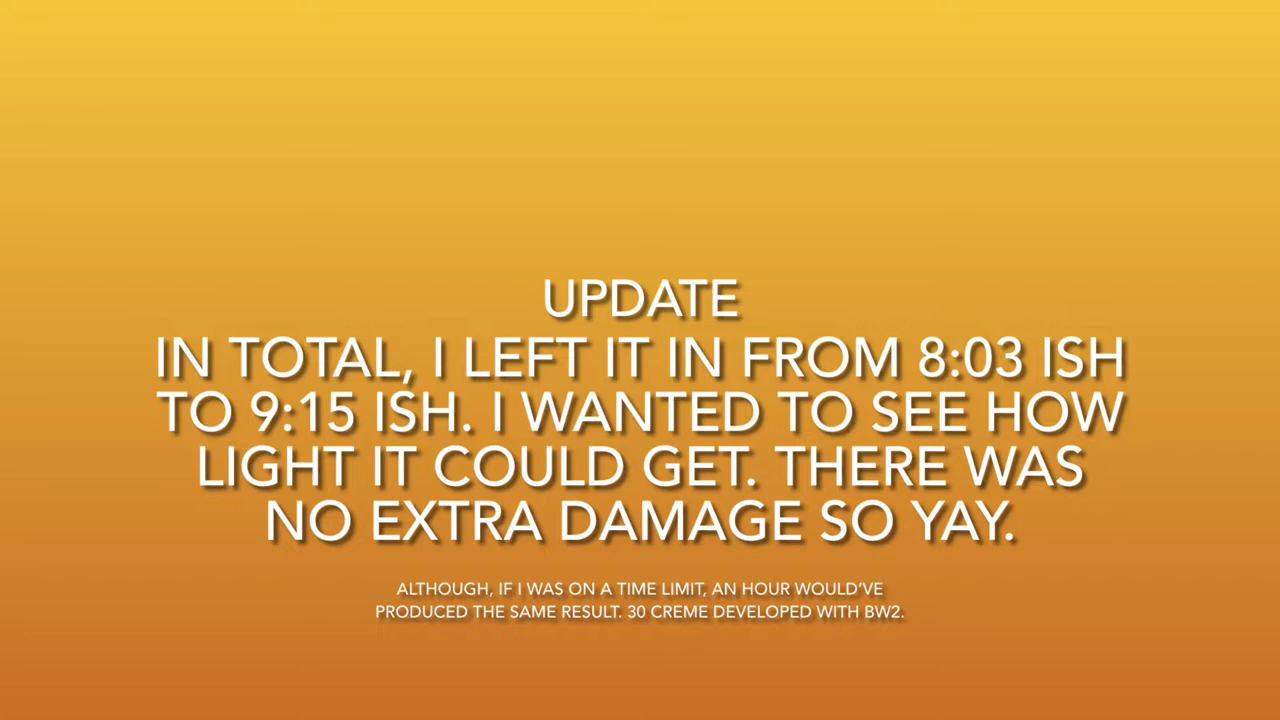 UPDATE
IN TOTAL, I LEFT IT IN FROM 8:03 ISH
TO 9:15 ISH. I WANTED TO SEE HOW
LIGHT IT COULD GET. THERE WAS
NO EXTRA DAMAGE SO YAY.
ALTHOUGH, IF I WAS ON A TIME LIMIT, AN HOUR WOULD'VE
PRODUCED THE SAME RESULT. 30 CREME DEVELOPED WITH BW2.